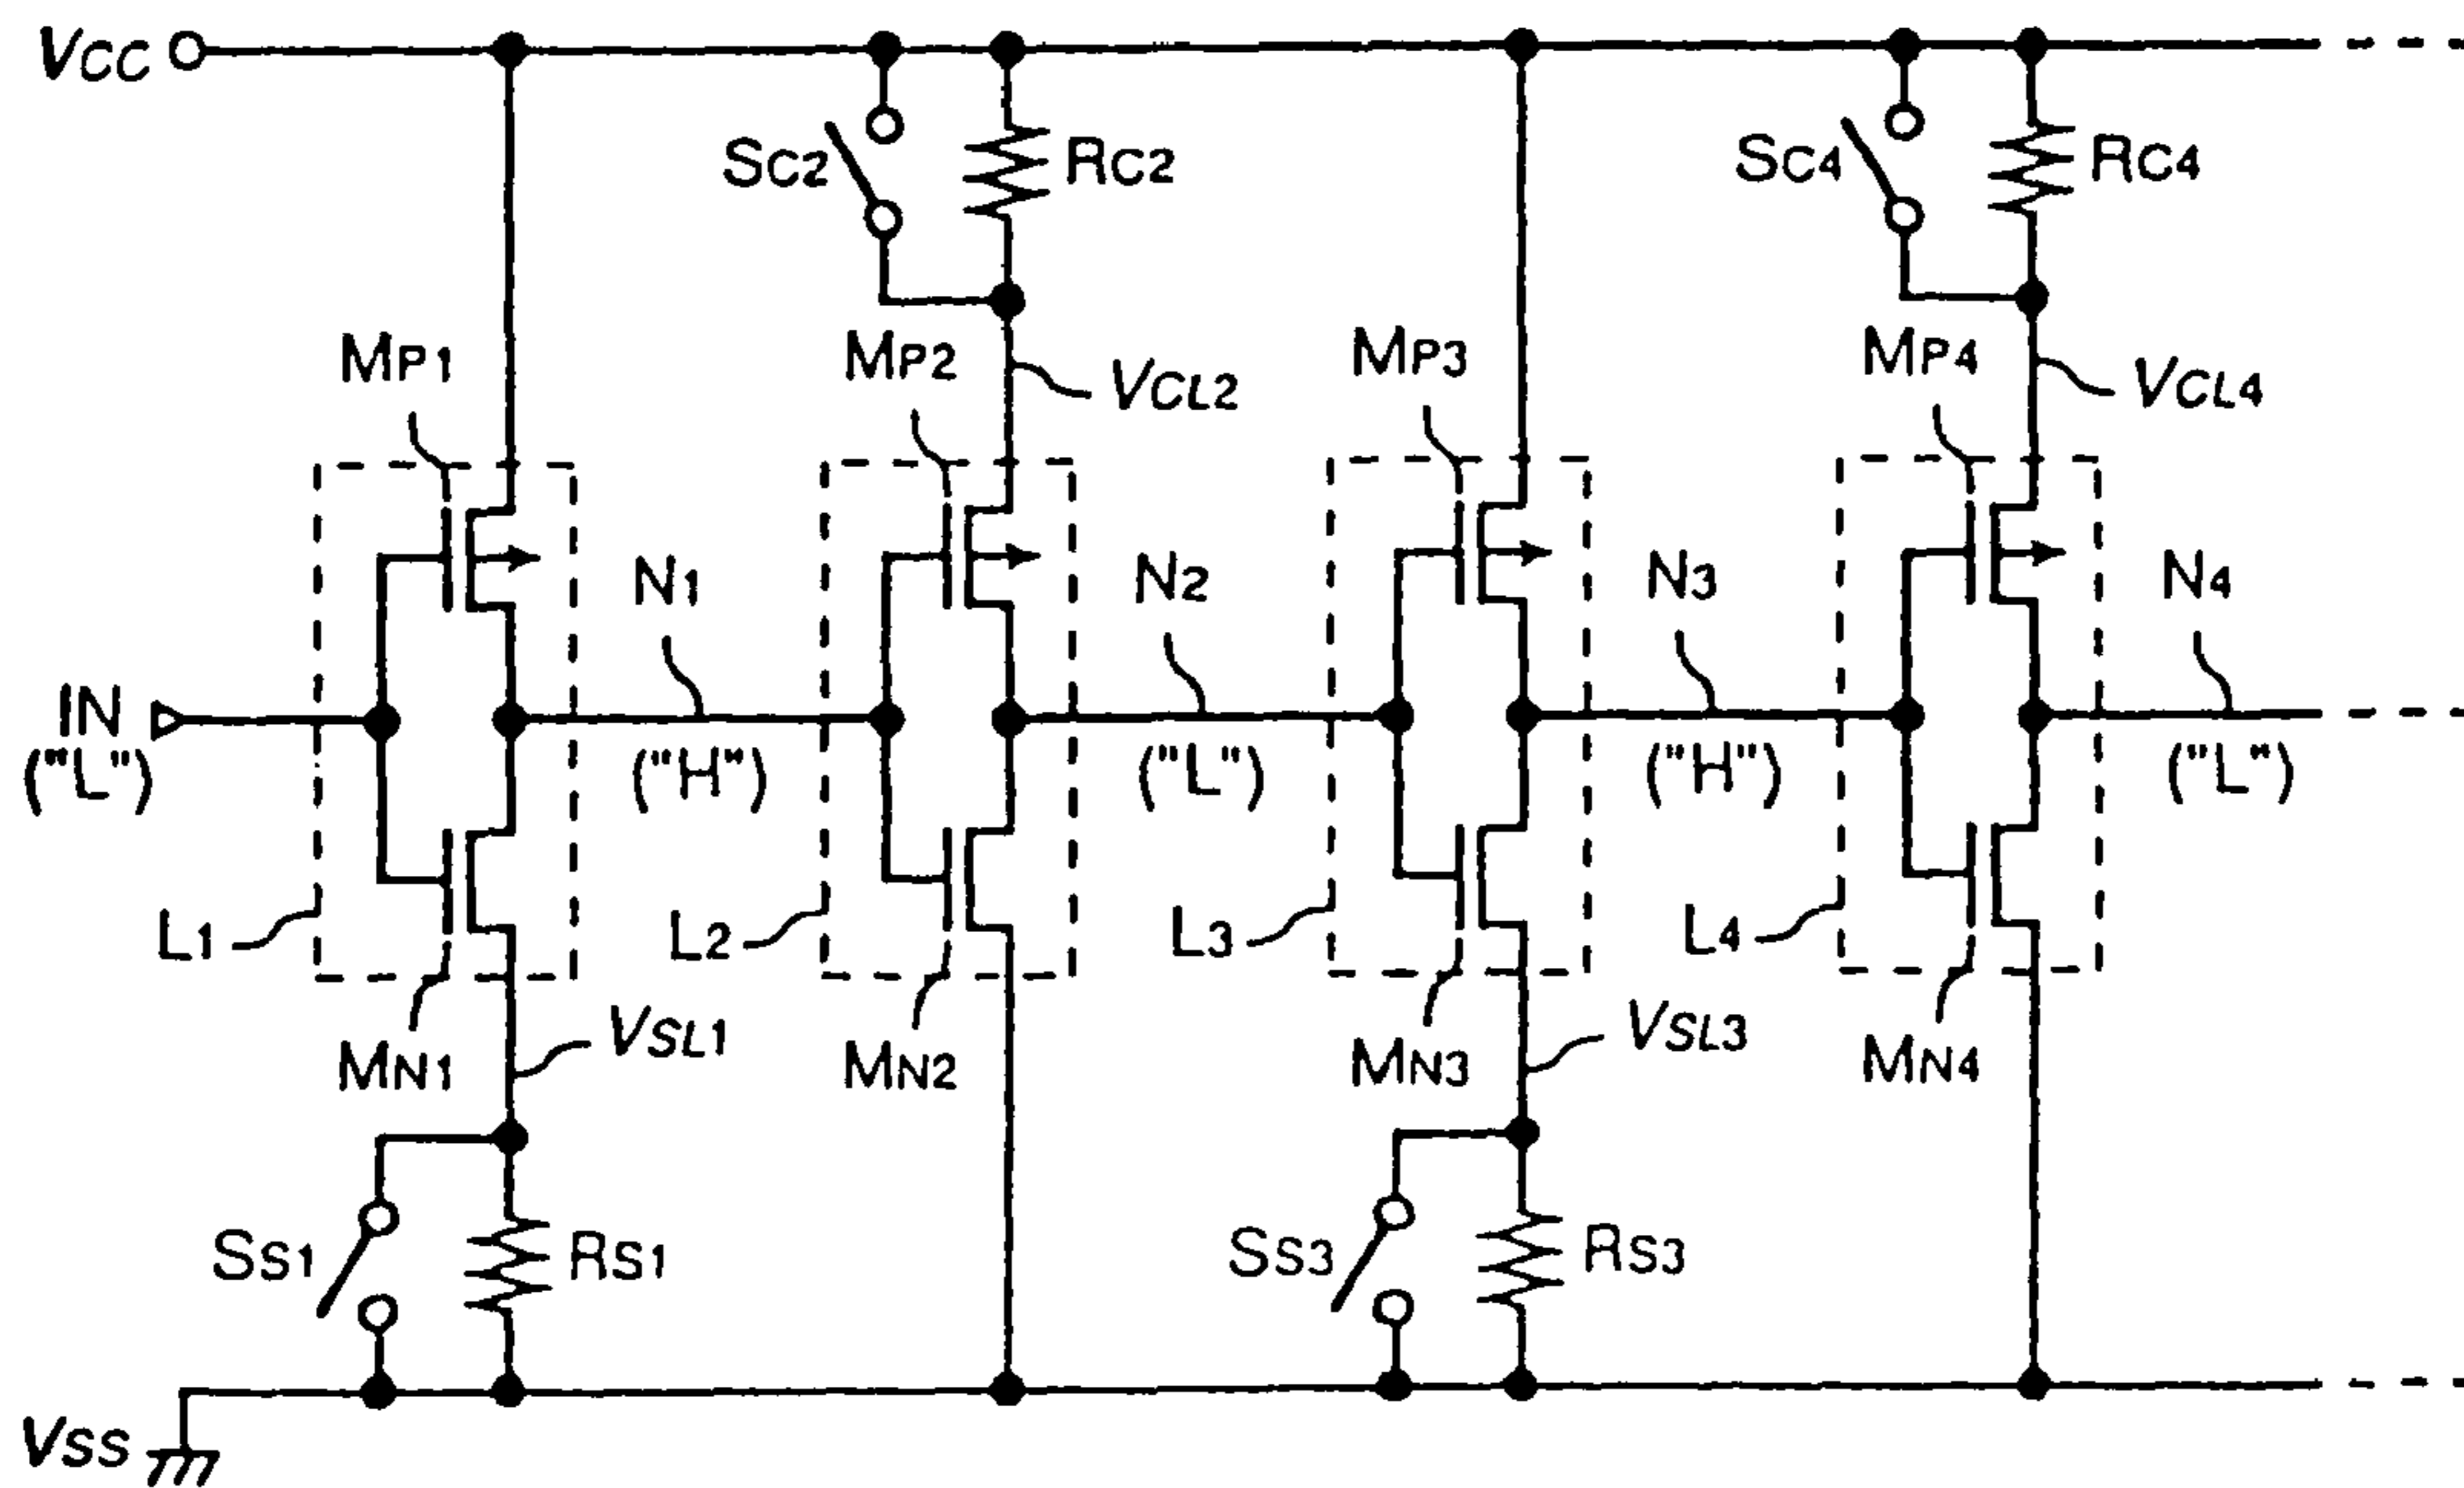 VCC
SC2
RC2
SC4
RC4
MP1
MP2
VCL2
MP3
MP4
VCL4
N1
N2
N3
N4
IN
("L")
("H")
("L")
("H")
("L")
L1
L2
L3
L4
MN1
VSL1
MN2
MN3
VSL3
MN4
SS1
RS1
SS3
RS3
VSS